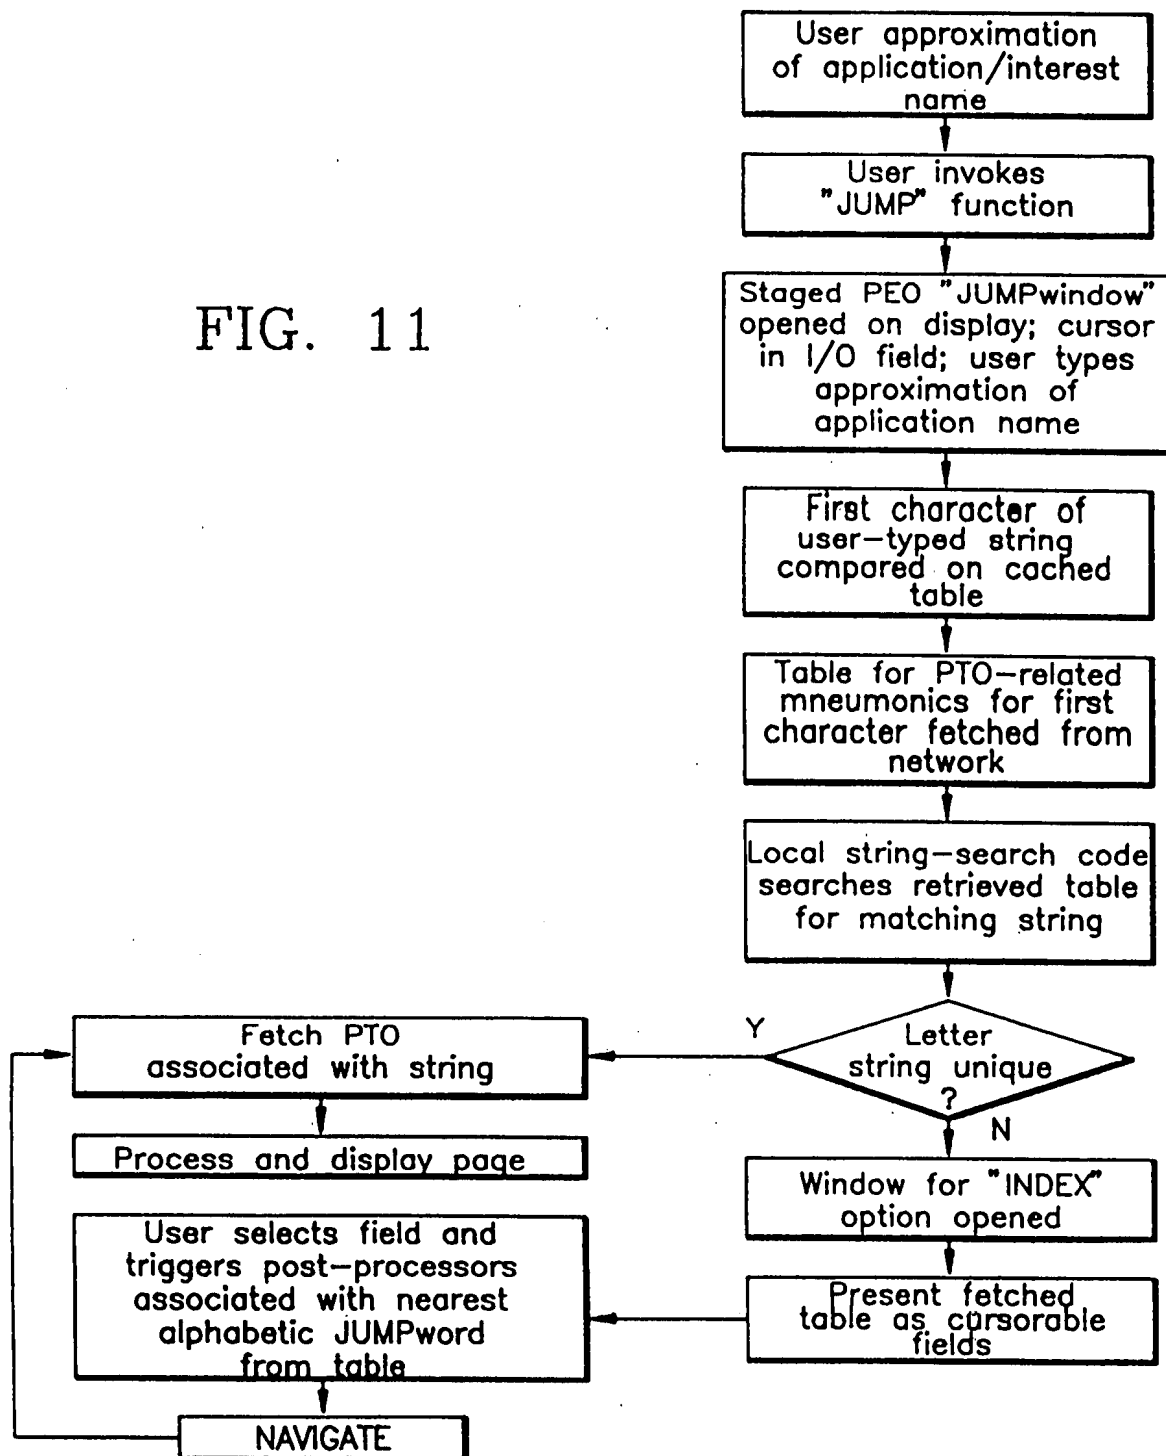 User approximation
of application/interest
name
User invokes
"JUMP" function
FIG. 11
Staged PEO "JUMPwindow"
opened on display; cursor
in I/O field; user types
approximation of
application name
First character of
user-typed string
compared on cached
table
Table for PTO-related
mneumonics for first
character fetched from
network
Local string-search code
searches retrieved table
for matching string
Letter
string unique
?
Y
N
Fetch PTO
associated with string
Process and display page
Window for "INDEX"
option opened
Present fetched
table as cursorable
fields
User selects field and
triggers post-processors
associated with nearest
alphabetic JUMPword
from table
NAVIGATE